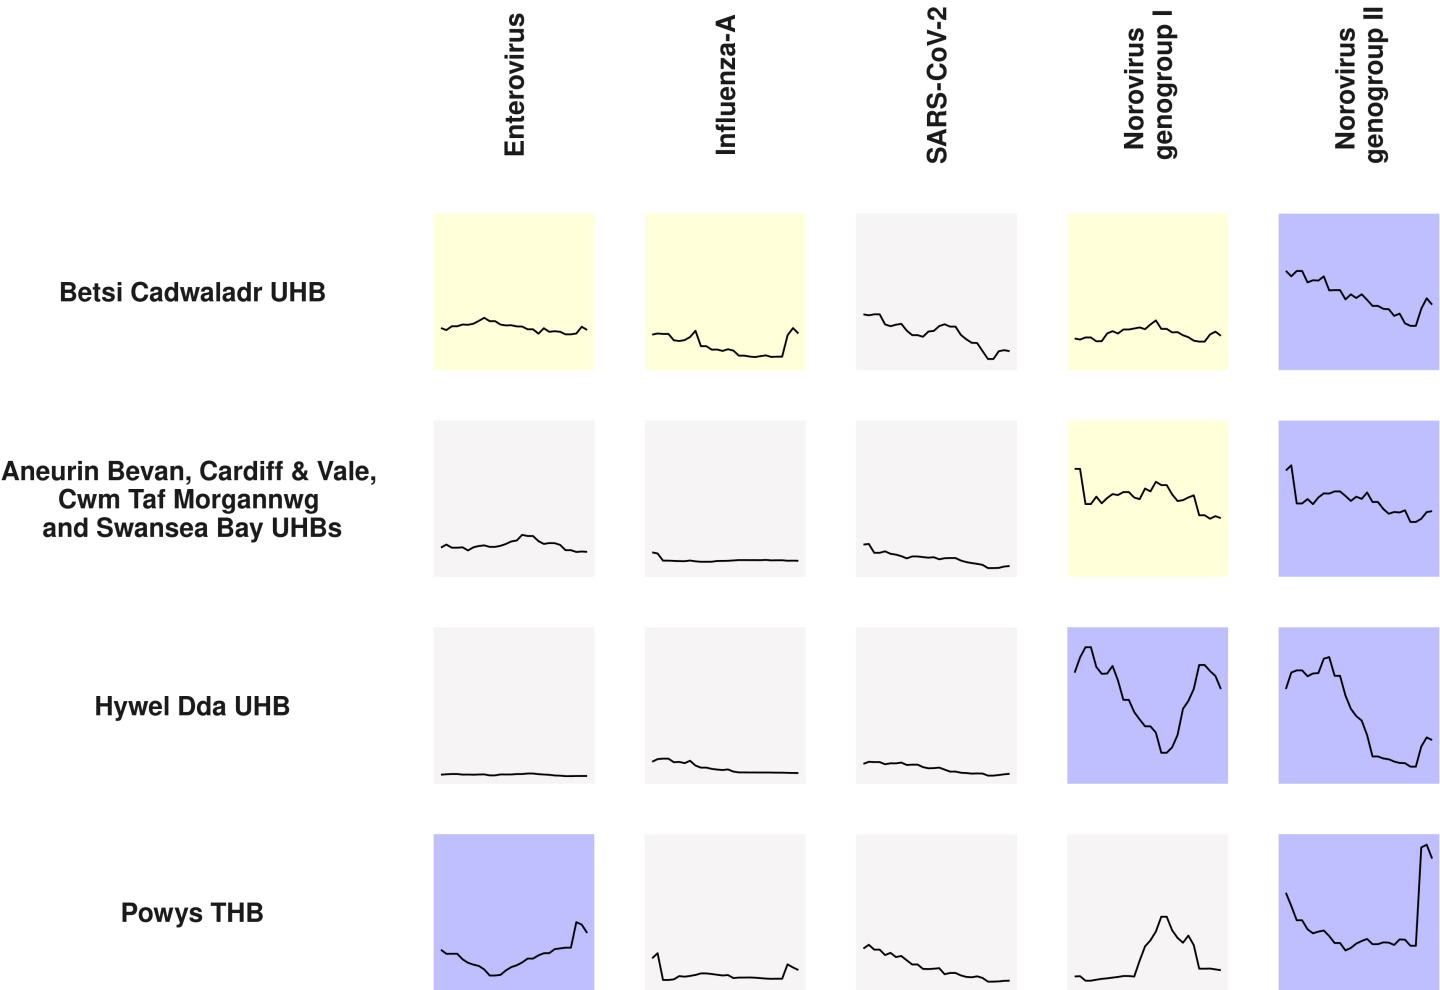 Enterovirus
Influenza-A
SARS-CoV-2
Norovirus
genogroup I
Norovirus
genogroup II
Betsi Cadwaladr UHB
Aneurin Bevan, Cardiff & Vale,
Cwm Taf Morgannwg
and Swansea Bay UHBs
Hywel Dda UHB
Powys THB